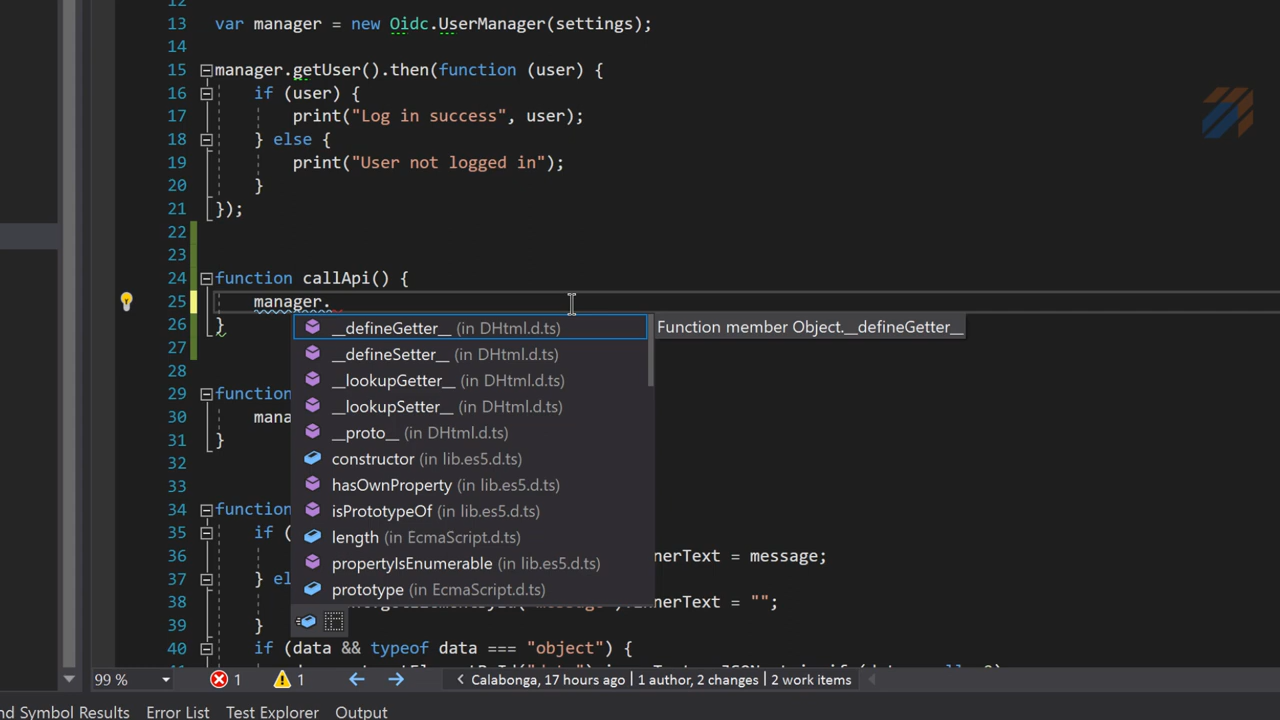 12
13 var manager = new Oidc.UserManager(settings);
14
15 manager.getUser().then(function (user) {
16 if (user) {
17 print("Log in success", user);
18 } else {
19 print("User not logged in");
20 }
21 });
22
23
24 function callApi() {
25 manager.
26 }
27
28
29 function
30 mana
31 }
32
33
34 function
35 if (
36 nerText = message;
37 } el
38 nerText = "";
39 }
40 if (data && typeof data === "object") {
__defineGetter__ (in DHtml.d.ts)
Function member Object.__defineGetter__
__defineSetter__ (in DHtml.d.ts)
__lookupGetter__ (in DHtml.d.ts)
__lookupSetter__ (in DHtml.d.ts)
__proto__ (in DHtml.d.ts)
constructor (in lib.es5.d.ts)
hasOwnProperty (in lib.es5.d.ts)
isPrototypeOf (in lib.es5.d.ts)
length (in EcmaScript.d.ts)
propertyIsEnumerable (in lib.es5.d.ts)
prototype (in EcmaScript.d.ts)
99 % 1 1 Calabonga, 17 hours ago | 1 author, 2 changes | 2 work items
nd Symbol Results Error List Test Explorer Output